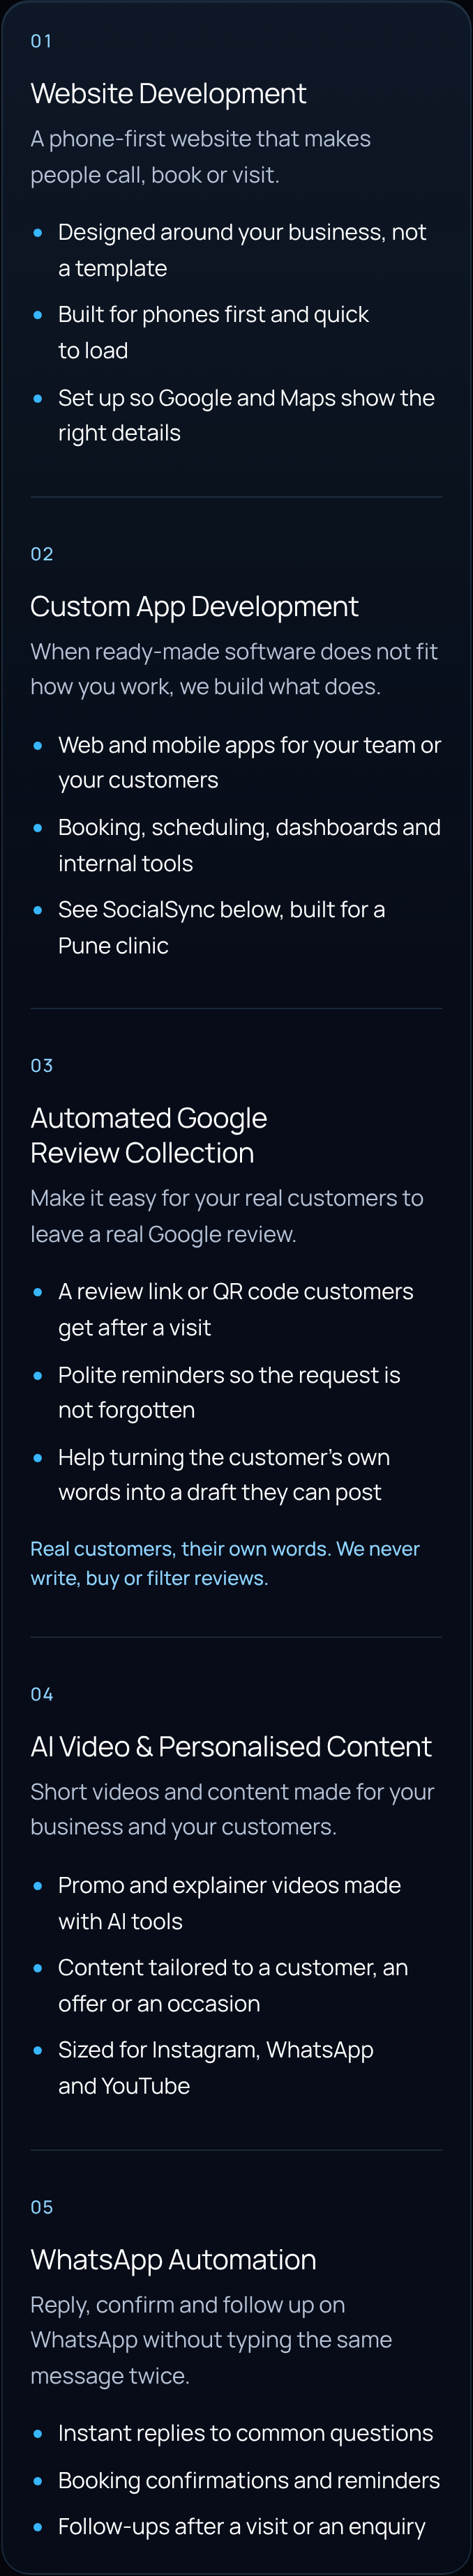 01
Website Development
A phone-first website that makes
people call, book or visit.
Designed around your business, not
a template
Built for phones first and quick
to load
Set up so Google and Maps show the
right details
02
Custom App Development
When ready-made software does not fit
how you work, we build what does.
Web and mobile apps for your team or
your customers
Booking, scheduling, dashboards and
internal tools
See SocialSync below, built for a
Pune clinic
03
Automated Google
Review Collection
Make it easy for your real customers to
leave a real Google review.
A review link or QR code customers
get after a visit
Polite reminders so the request is
not forgotten
Help turning the customer's own
words into a draft they can post
Real customers, their own words. We never
write, buy or filter reviews.
04
AI Video & Personalised Content
Short videos and content made for your
business and your customers.
Promo and explainer videos made
with AI tools
Content tailored to a customer, an
offer or an occasion
Sized for Instagram, WhatsApp
and YouTube
05
WhatsApp Automation
Reply, confirm and follow up on
WhatsApp without typing the same
message twice.
Instant replies to common questions
Booking confirmations and reminders
Follow-ups after a visit or an enquiry